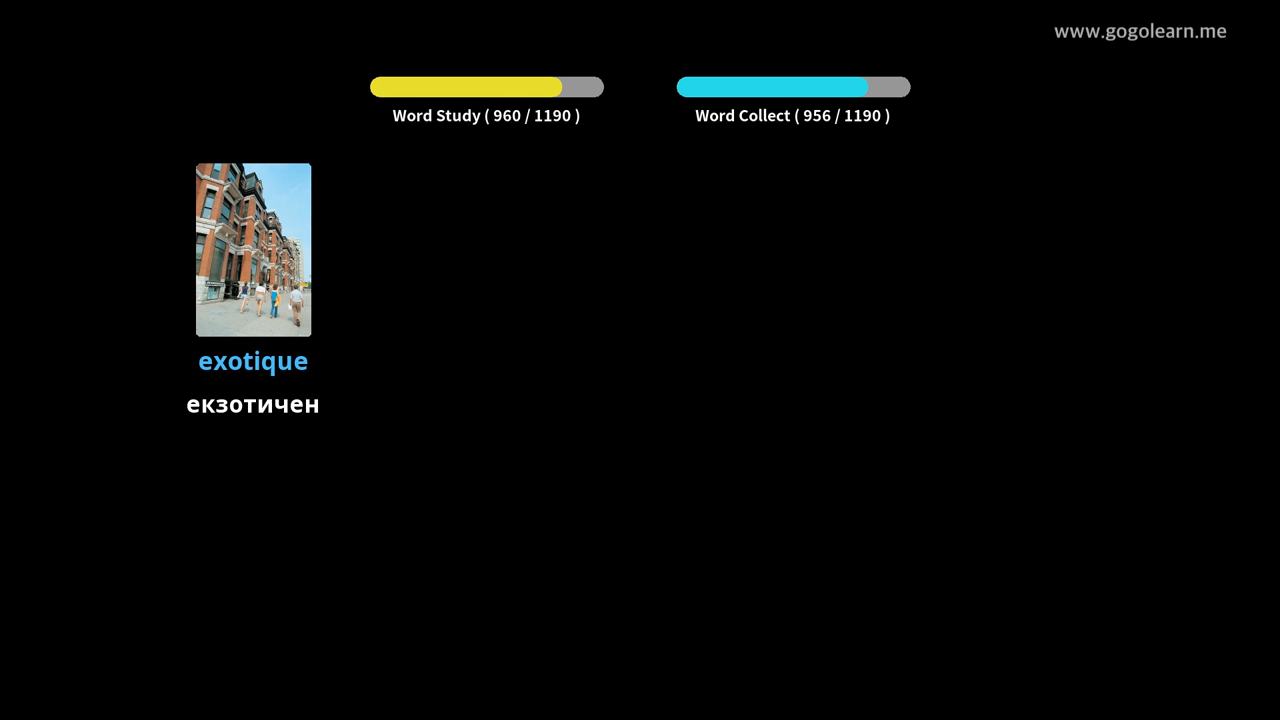 www.gogolearn.me
Word Study ( 960 / 1190 )
Word Collect ( 956 / 1190 )
exotique
екзотичен